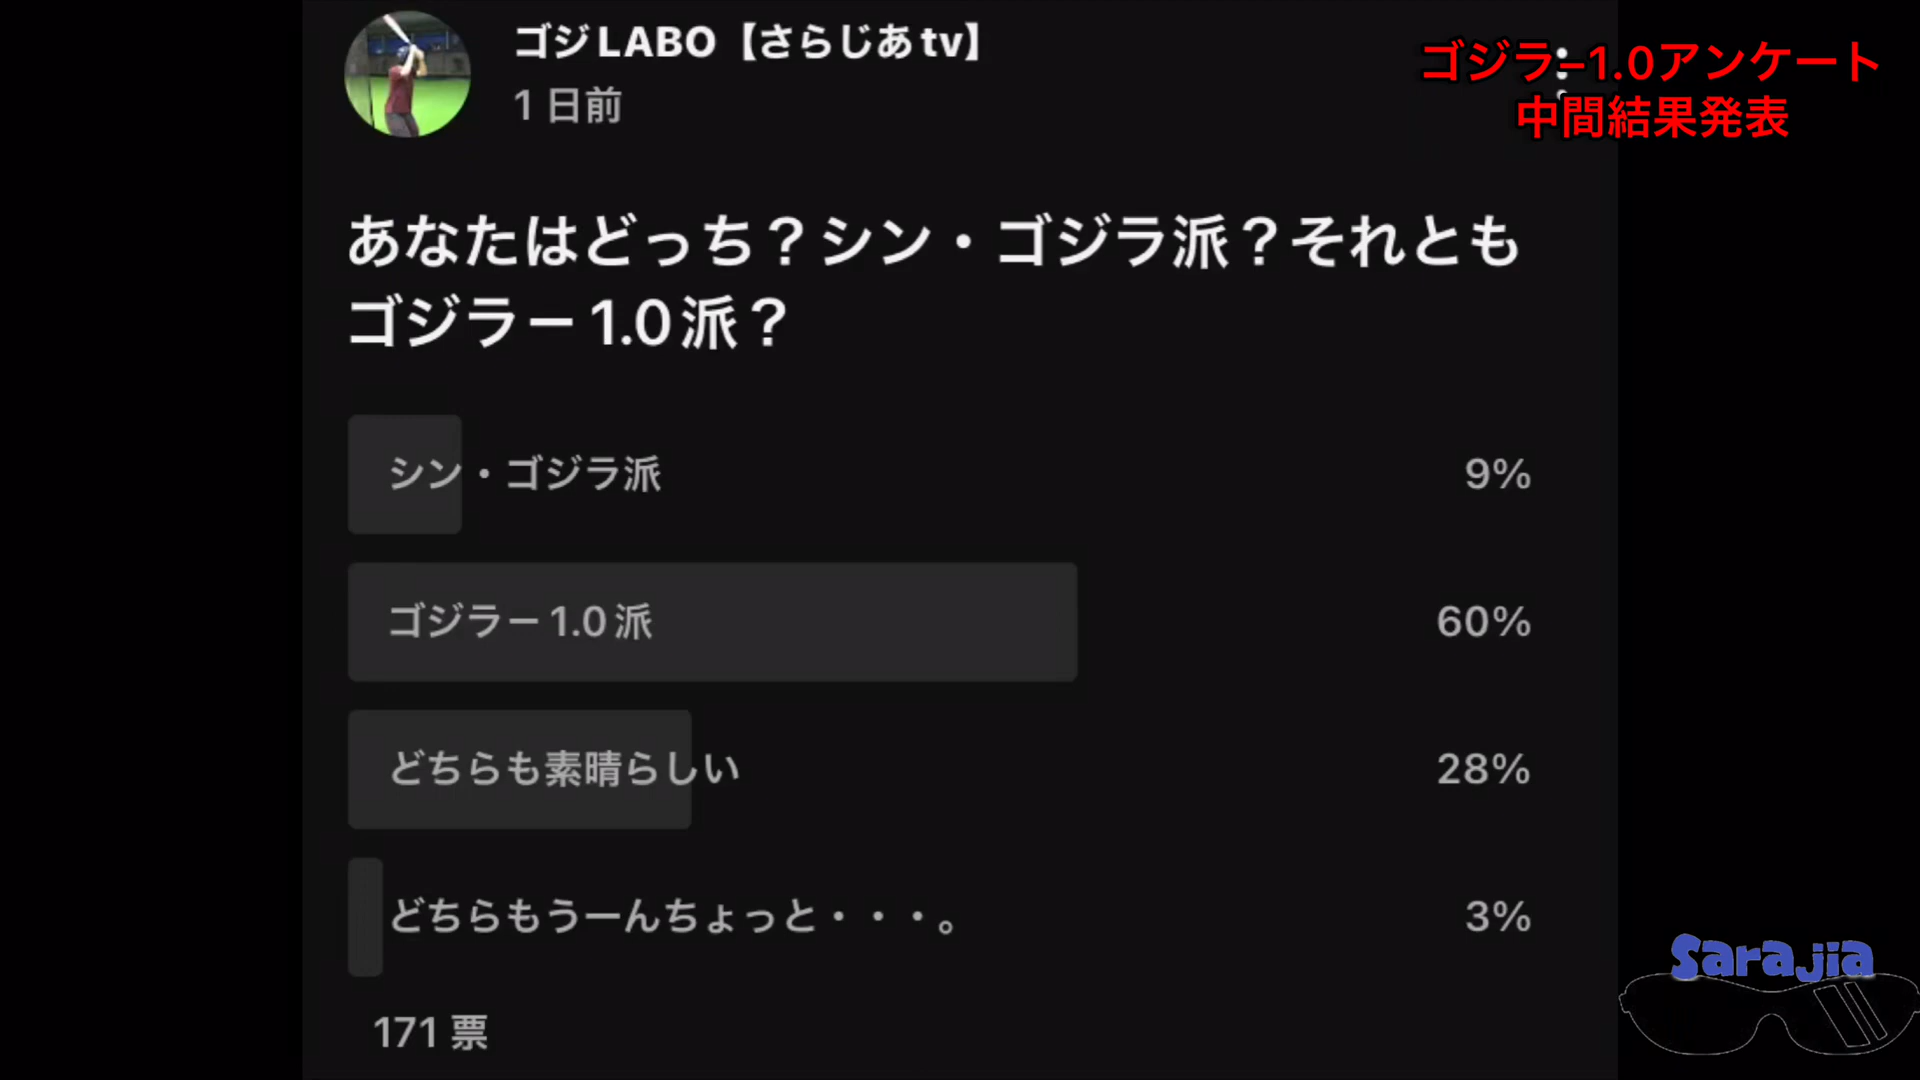 ゴジLABO【さらじあtv】
1日前
ゴジラ−1.0アンケート
中間結果発表
あなたはどっち？シン・ゴジラ派？それとも
ゴジラー1.0派？
シン・ゴジラ派 9%
ゴジラー1.0派 60%
どちらも素晴らしい 28%
どちらもうーんちょっと・・・。 3%
171票
Sarajia